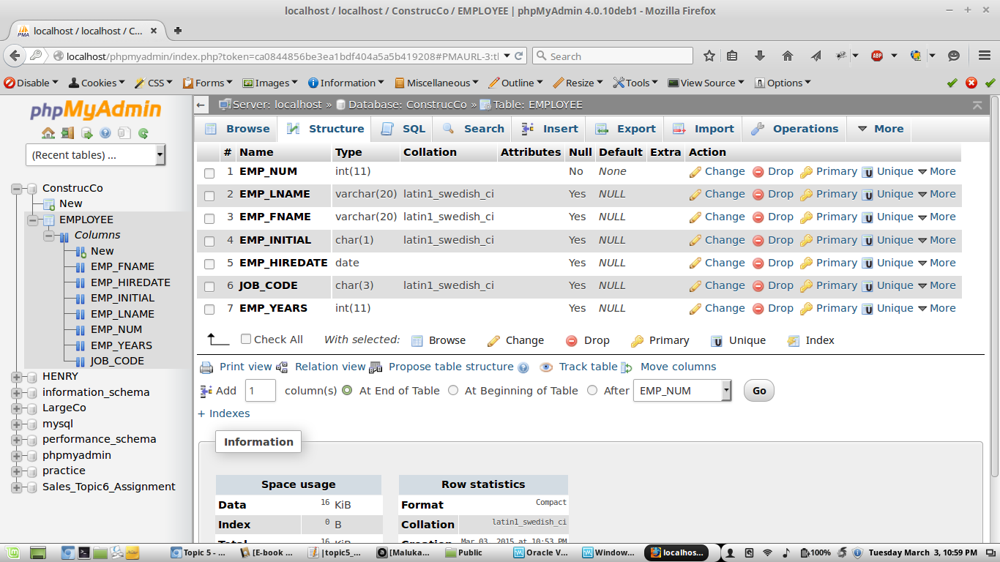 localhost / localhost / ConstrucCo / EMPLOYEE | phpMyAdmin 4.0.10deb1 - Mozilla Firefox
PMA localhost / localhost / C...
localhost/phpmyadmin/index.php?token=ca0844856be3ea1bdf404a5a5b419208#PMAURL-3:tl Search ABP
Disable Cookies CSS Forms Images Information Miscellaneous Outline Resize Tools View Source Options
phpMyAdmin
(Recent tables) ...
ConstrucCo
New
EMPLOYEE
Columns
New
EMP_FNAME
EMP_HIREDATE
EMP_INITIAL
EMP_LNAME
EMP_NUM
EMP_YEARS
JOB_CODE
HENRY
information_schema
LargeCo
mysql
performance_schema
phpmyadmin
practice
Sales_Topic6_Assignment
Server: localhost » Database: ConstrucCo » Table: EMPLOYEE
Browse Structure SQL Search Insert Export Import Operations More
# Name Type Collation Attributes Null Default Extra Action
1 EMP_NUM int(11) No None Change Drop Primary Unique More
2 EMP_LNAME varchar(20) latin1_swedish_ci Yes NULL Change Drop Primary Unique More
3 EMP_FNAME varchar(20) latin1_swedish_ci Yes NULL Change Drop Primary Unique More
4 EMP_INITIAL char(1) latin1_swedish_ci Yes NULL Change Drop Primary Unique More
5 EMP_HIREDATE date Yes NULL Change Drop Primary Unique More
6 JOB_CODE char(3) latin1_swedish_ci Yes NULL Change Drop Primary Unique More
7 EMP_YEARS int(11) Yes NULL Change Drop Primary Unique More
Check All With selected: Browse Change Drop Primary Unique Index
Print view Relation view Propose table structure Track table Move columns
Add 1 column(s) At End of Table At Beginning of Table After EMP_NUM Go
+ Indexes
Information
Space usage
Data 16 KiB
Index 0 B
Total 16 KiB
Row statistics
Format Compact
Collation latin1_swedish_ci
Creation Mar 03, 2015 at 10:53 PM
Topic 5 - ... [E-book ... |topic5_... [Maluka... Public Oracle V... Window... localhos... 100% Tuesday March 3, 10:59 PM